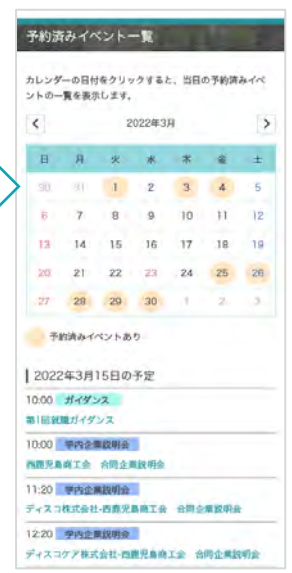 予約済みイベント一覧
カレンダーの日付をクリックすると、当日の予約済みイベ
ントの一覧を表示します。
< 2022年3月 >
日 月 火 水 木 金 土
30 31 1 2 3 4 5
6 7 8 9 10 11 12
13 14 15 16 17 18 19
20 21 22 23 24 25 26
27 28 29 30 1 2 3
予約済みイベントあり
2022年3月15日の予定
10:00 ガイダンス
第1回就職ガイダンス
10:00 学内企業説明会
西鹿児島商工会 合同企業説明会
11:20 学内企業説明会
ディスコ株式会社-西鹿児島商工会 合同企業説明会
12:20 学内企業説明会
ディスコケア株式会社-西鹿児島商工会 合同企業説明会